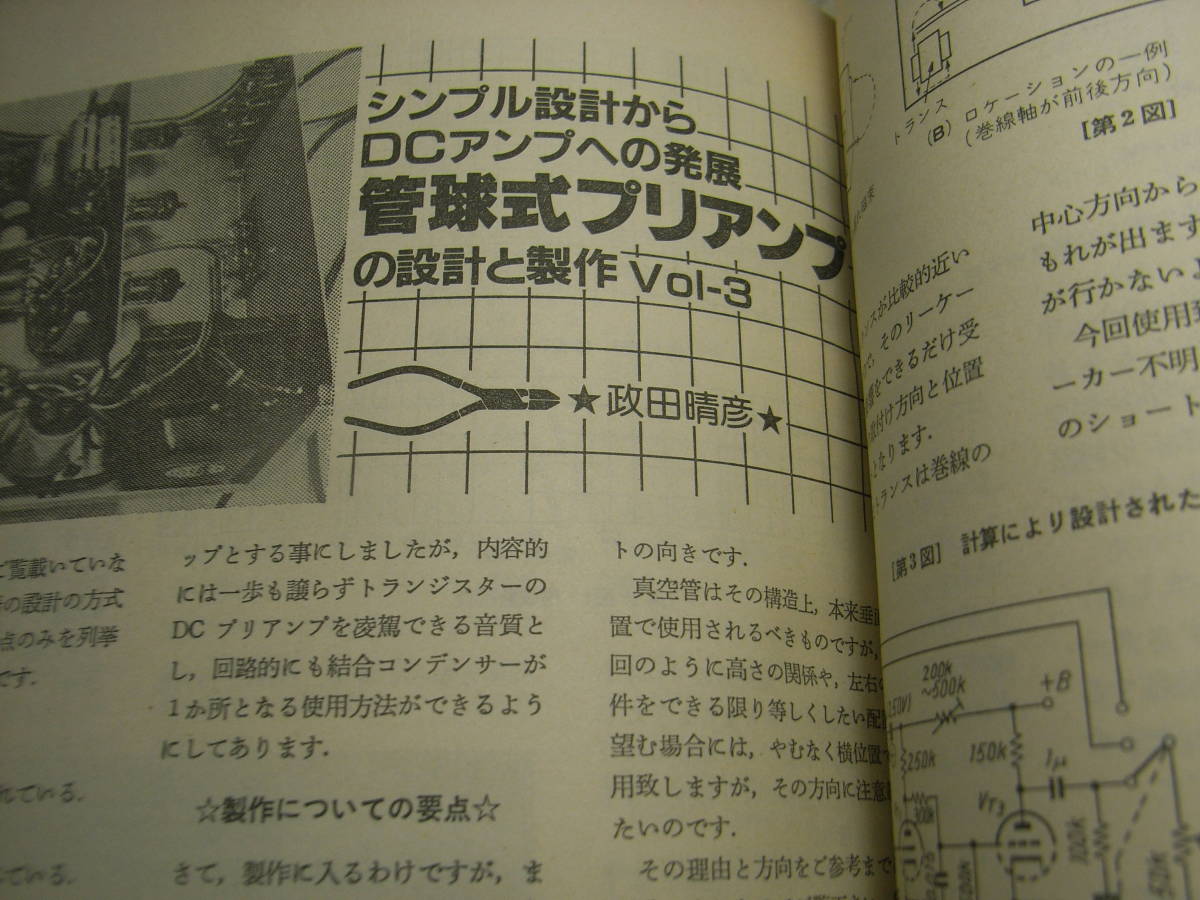 シンプル設計から
DCアンプへの発展
管球式プリアンプ
の設計と製作 Vol-3
★政田晴彦★
ご覧載いていな
の設計の方式
点のみを列挙
です.
れている.
ている.
ップとする事にしましたが，内容的
には一歩も譲らずトランジスターの
DC プリアンプを凌駕できる音質と
し，回路的にも結合コンデンサーが
1か所となる使用方法ができるよう
にしてあります.
☆製作についての要点☆
さて，製作に入るわけですが，ま
トの向きです.
真空管はその構造上，本来垂直
置で使用されるべきものですが，
回のように高さの関係や，左右の
件をできる限り等しくしたい配
望む場合には，やむなく横位置で
用致しますが，その方向に注意
たいのです.
その理由と方向をご参考まで
トランス
(B) ロケーションの一例
(巻線軸が前後方向)
[第2図]
ンスが比較的近い
そのリーケー
をできるだけ受
付け方向と位置
となります.
トランスは巻線の
中心方向から
もれが出ます
が行かない
今回使用
ーカー不明
のショート
[第3図] 計算により設計された
200k
~500k
+B
250k
150k
1μ
VT3
300k
100k